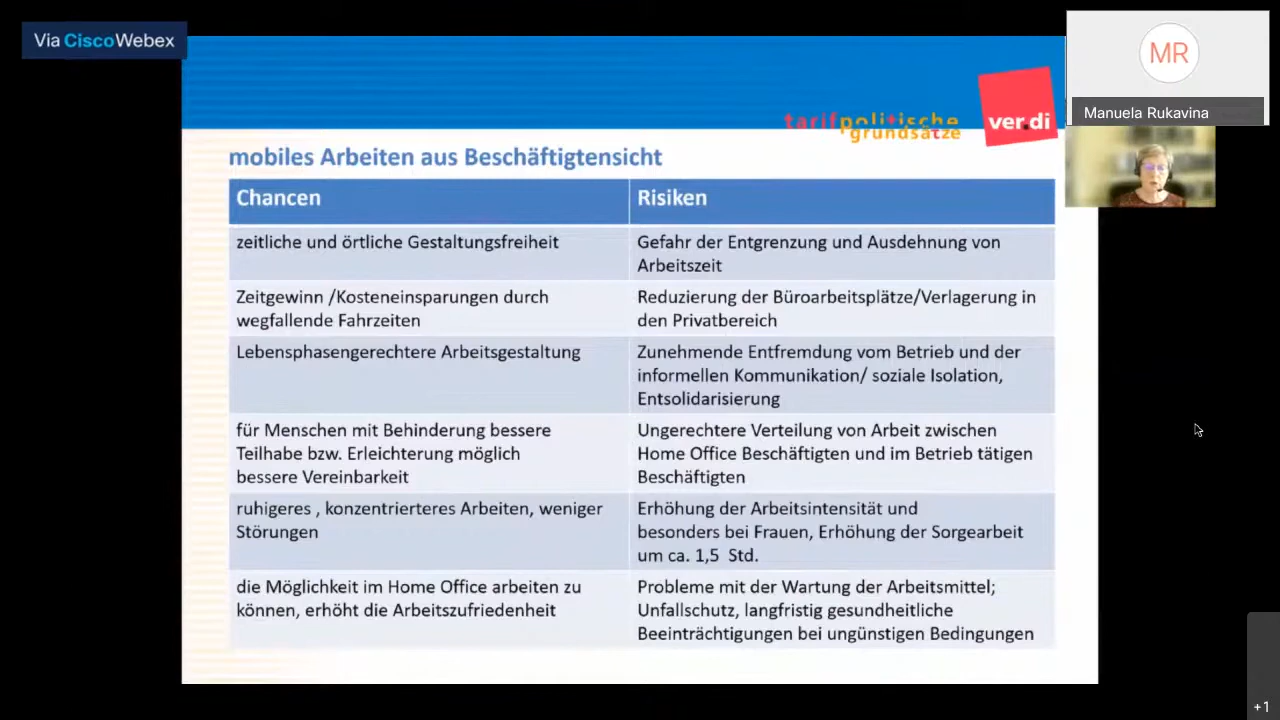 Via CiscoWebex
MR
Manuela Rukavina
tarifpolitische
grundsätze
ver.di
mobiles Arbeiten aus Beschäftigtensicht
Chancen
Risiken
zeitliche und örtliche Gestaltungsfreiheit
Gefahr der Entgrenzung und Ausdehnung von
Arbeitszeit
Zeitgewinn /Kosteneinsparungen durch
wegfallende Fahrzeiten
Reduzierung der Büroarbeitsplätze/Verlagerung in
den Privatbereich
Lebensphasengerechtere Arbeitsgestaltung
Zunehmende Entfremdung vom Betrieb und der
informellen Kommunikation/ soziale Isolation,
Entsolidarisierung
für Menschen mit Behinderung bessere
Teilhabe bzw. Erleichterung möglich
bessere Vereinbarkeit
Ungerechtere Verteilung von Arbeit zwischen
Home Office Beschäftigten und im Betrieb tätigen
Beschäftigten
ruhigeres , konzentrierteres Arbeiten, weniger
Störungen
Erhöhung der Arbeitsintensität und
besonders bei Frauen, Erhöhung der Sorgearbeit
um ca. 1,5 Std.
die Möglichkeit im Home Office arbeiten zu
können, erhöht die Arbeitszufriedenheit
Probleme mit der Wartung der Arbeitsmittel;
Unfallschutz, langfristig gesundheitliche
Beeinträchtigungen bei ungünstigen Bedingungen
+1